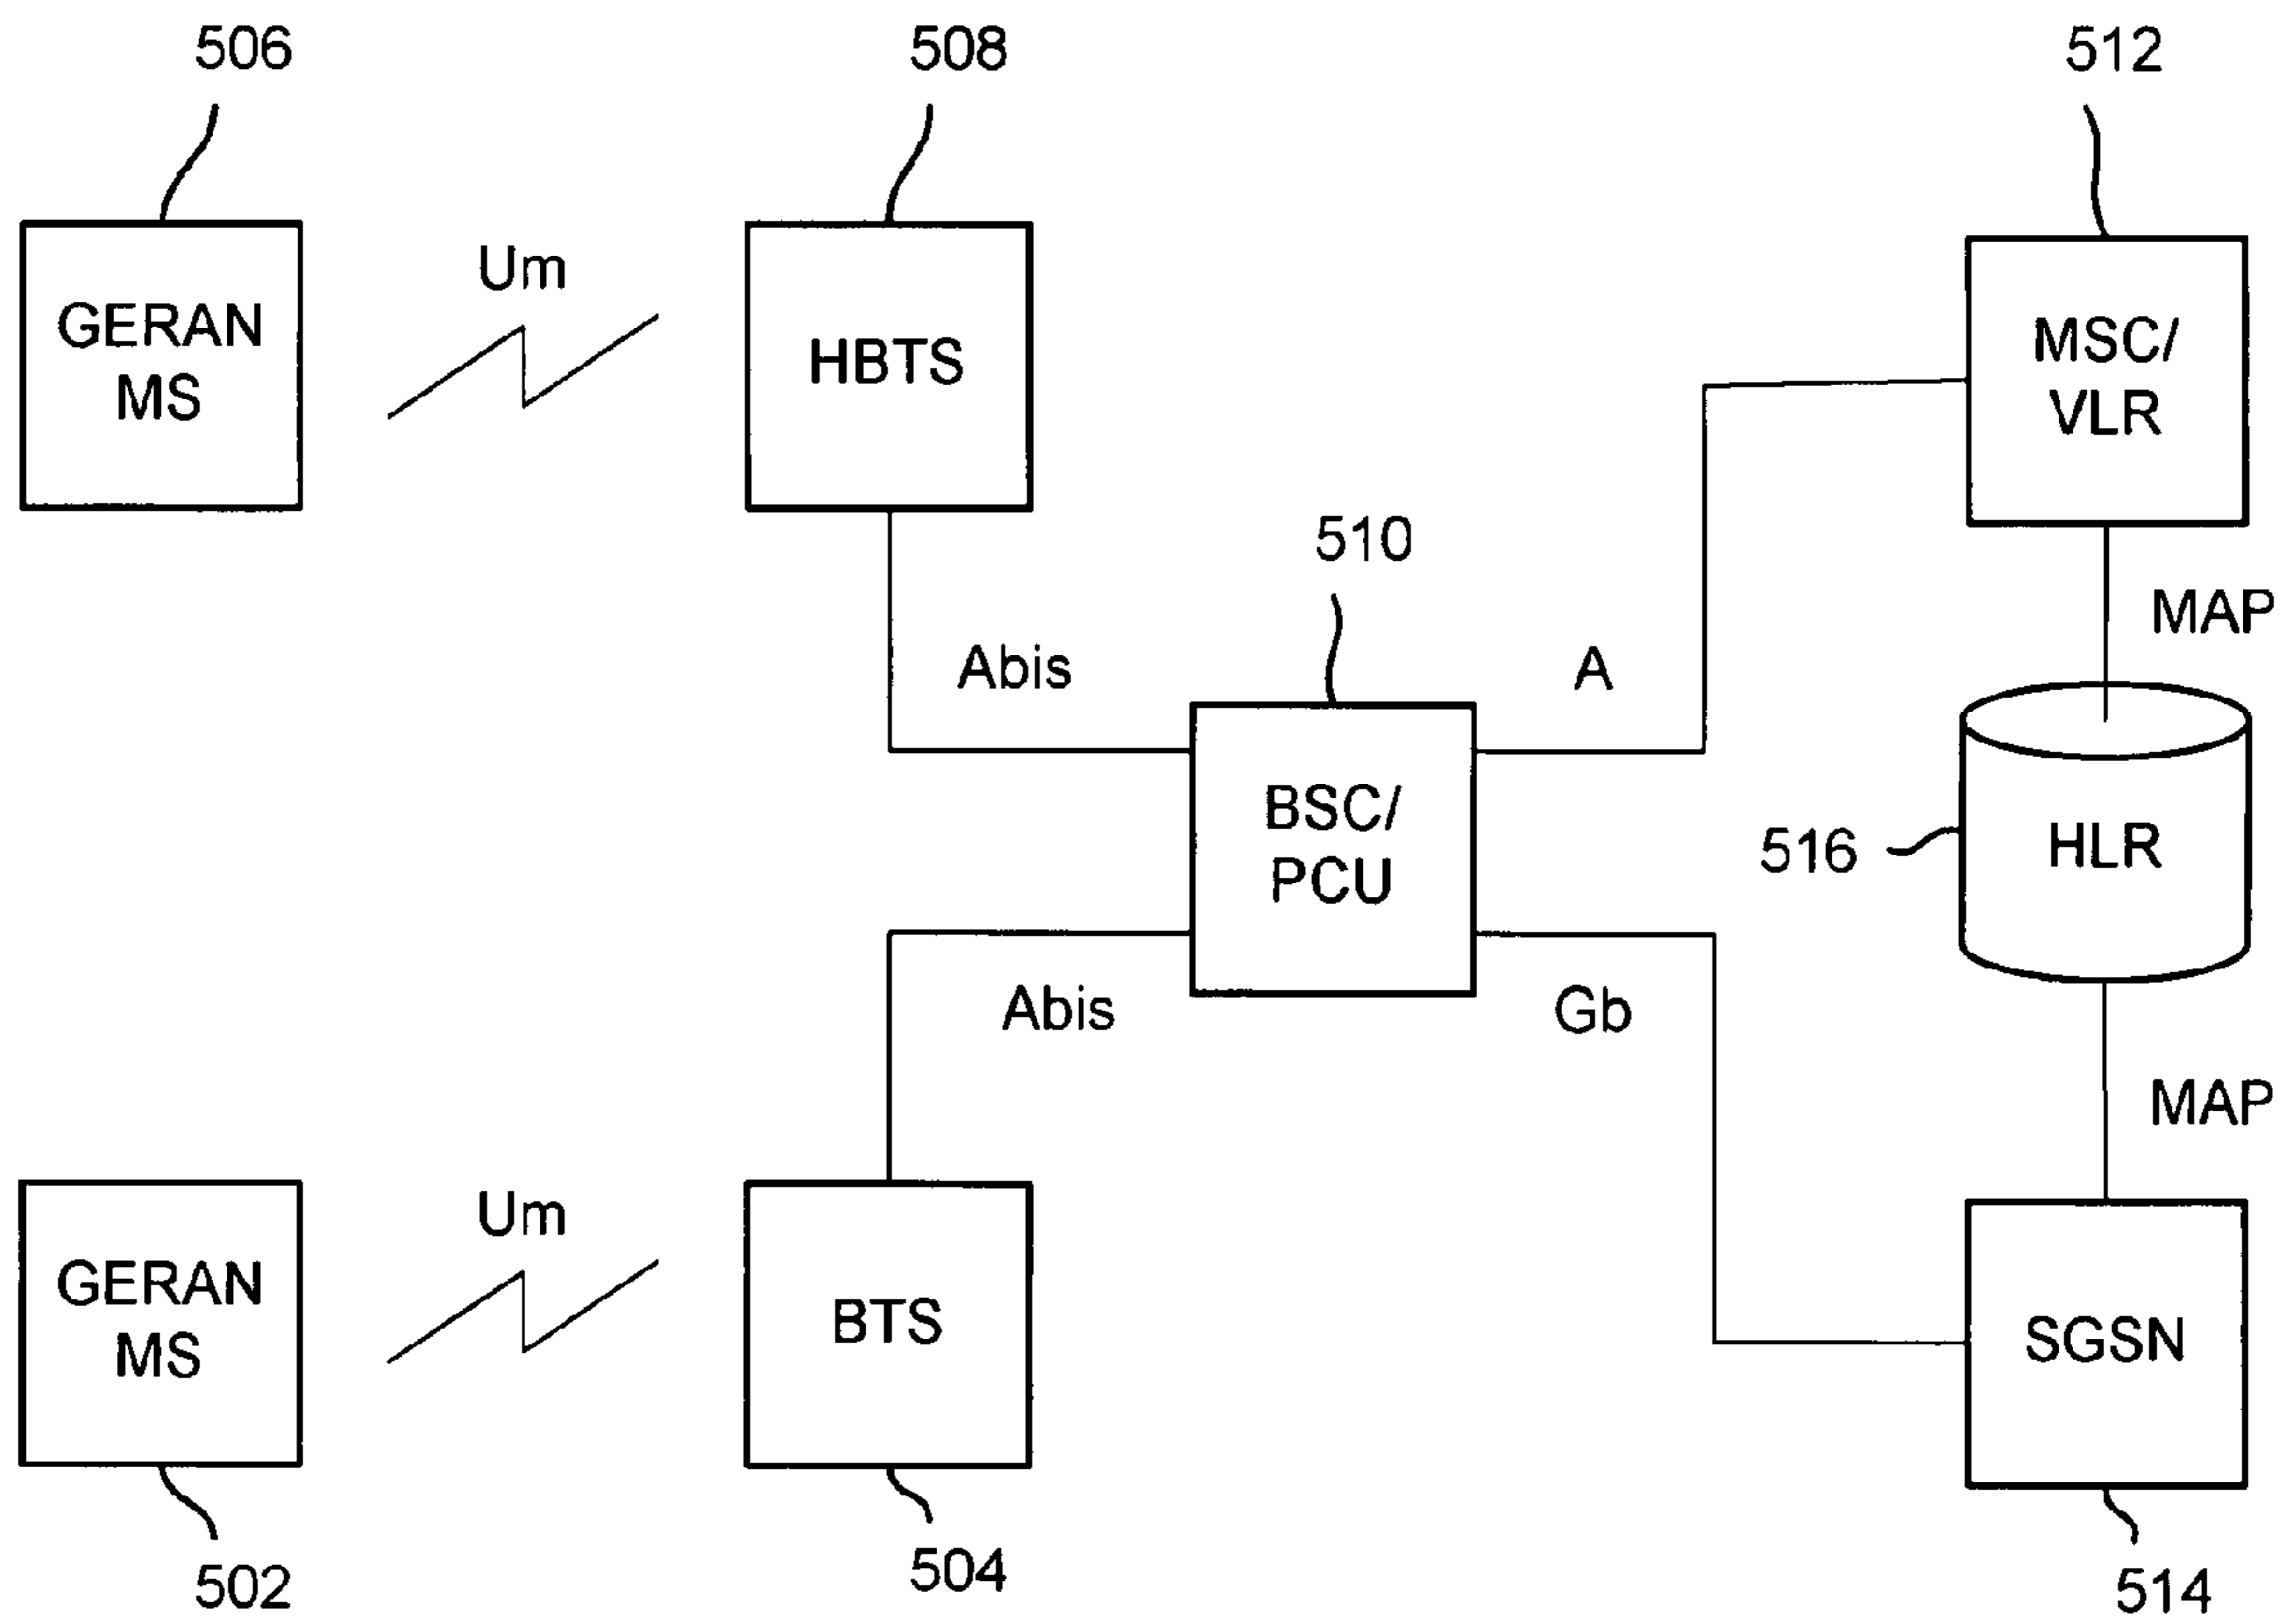 506
508
512
GERAN
MS
Um
HBTS
MSC/
VLR
510
MAP
Abis
A
BSC/
PCU
516
HLR
Abis
Gb
MAP
GERAN
MS
Um
BTS
SGSN
502
504
514